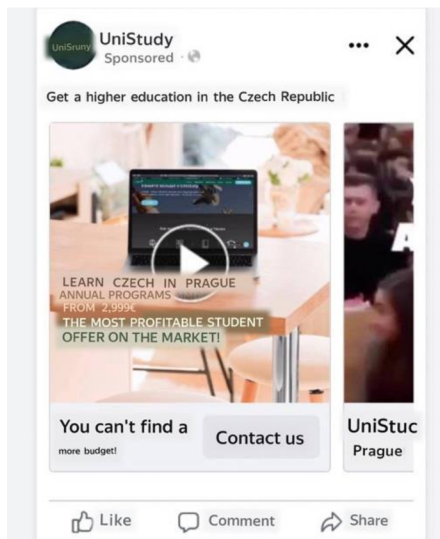 UniSruny
UniStudy
Sponsored
Get a higher education in the Czech Republic
LEARN CZECH IN PRAGUE
ANNUAL PROGRAMS
FROM 2,999€
THE MOST PROFITABLE STUDENT
OFFER ON THE MARKET!
You can't find a
more budget!
Contact us
UniStuc
Prague
Like
Comment
Share